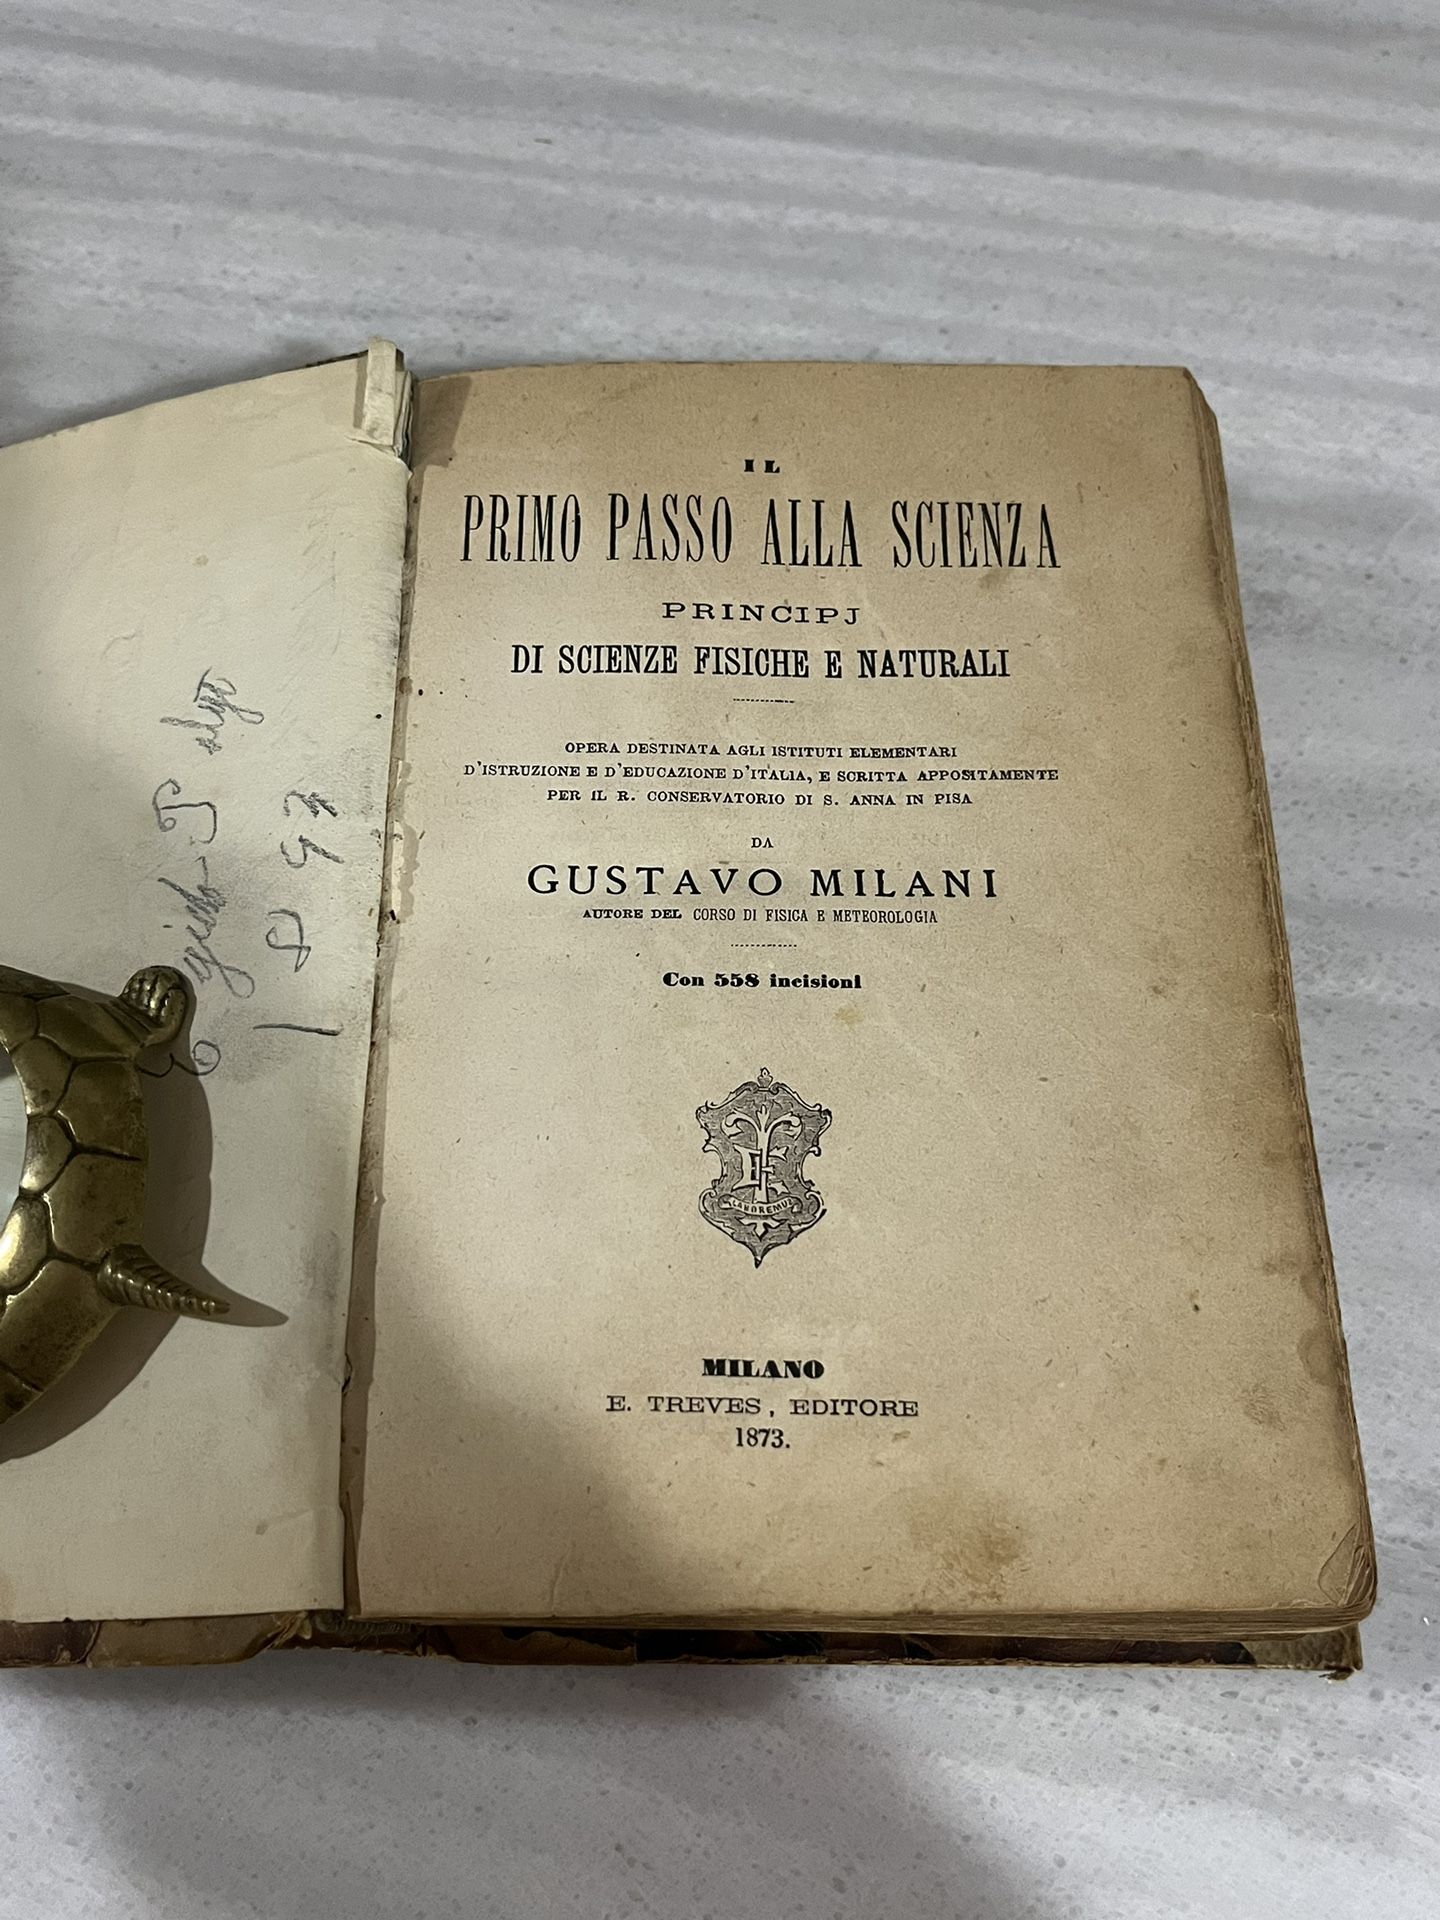 IL
PRIMO PASSO ALLA SCIENZA
PRINCIPJ
DI SCIENZE FISICHE E NATURALI
OPERA DESTINATA AGLI ISTITUTI ELEMENTARI
D'ISTRUZIONE E D'EDUCAZIONE D'ITALIA, E SCRITTA APPOSITAMENTE
PER IL R. CONSERVATORIO DI S. ANNA IN PISA
DA
GUSTAVO MILANI
AUTORE DEL CORSO DI FISICA E METEOROLOGIA
Con 558 incisioni
LABOREMUS
MILANO
E. TREVES, EDITORE
1873.